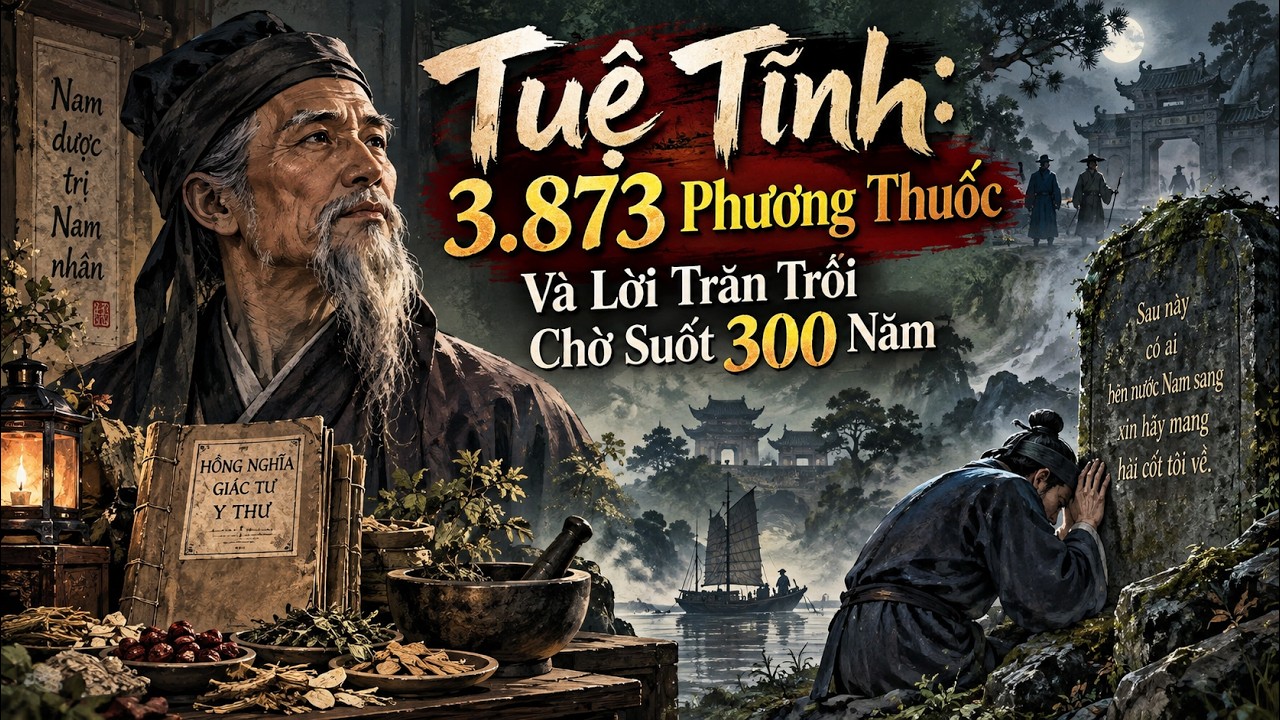 Nam
dược
trị
Nam
nhân
Tuệ Tĩnh:
3.873 Phương Thuốc
Và Lời Trăn Trối
Chờ Suốt 300 Năm
HỒNG NGHĨA
GIÁC TƯ
Y THƯ
Sau này
có ai
bên nước Nam sang
xin hãy mang
hài cốt tôi về.